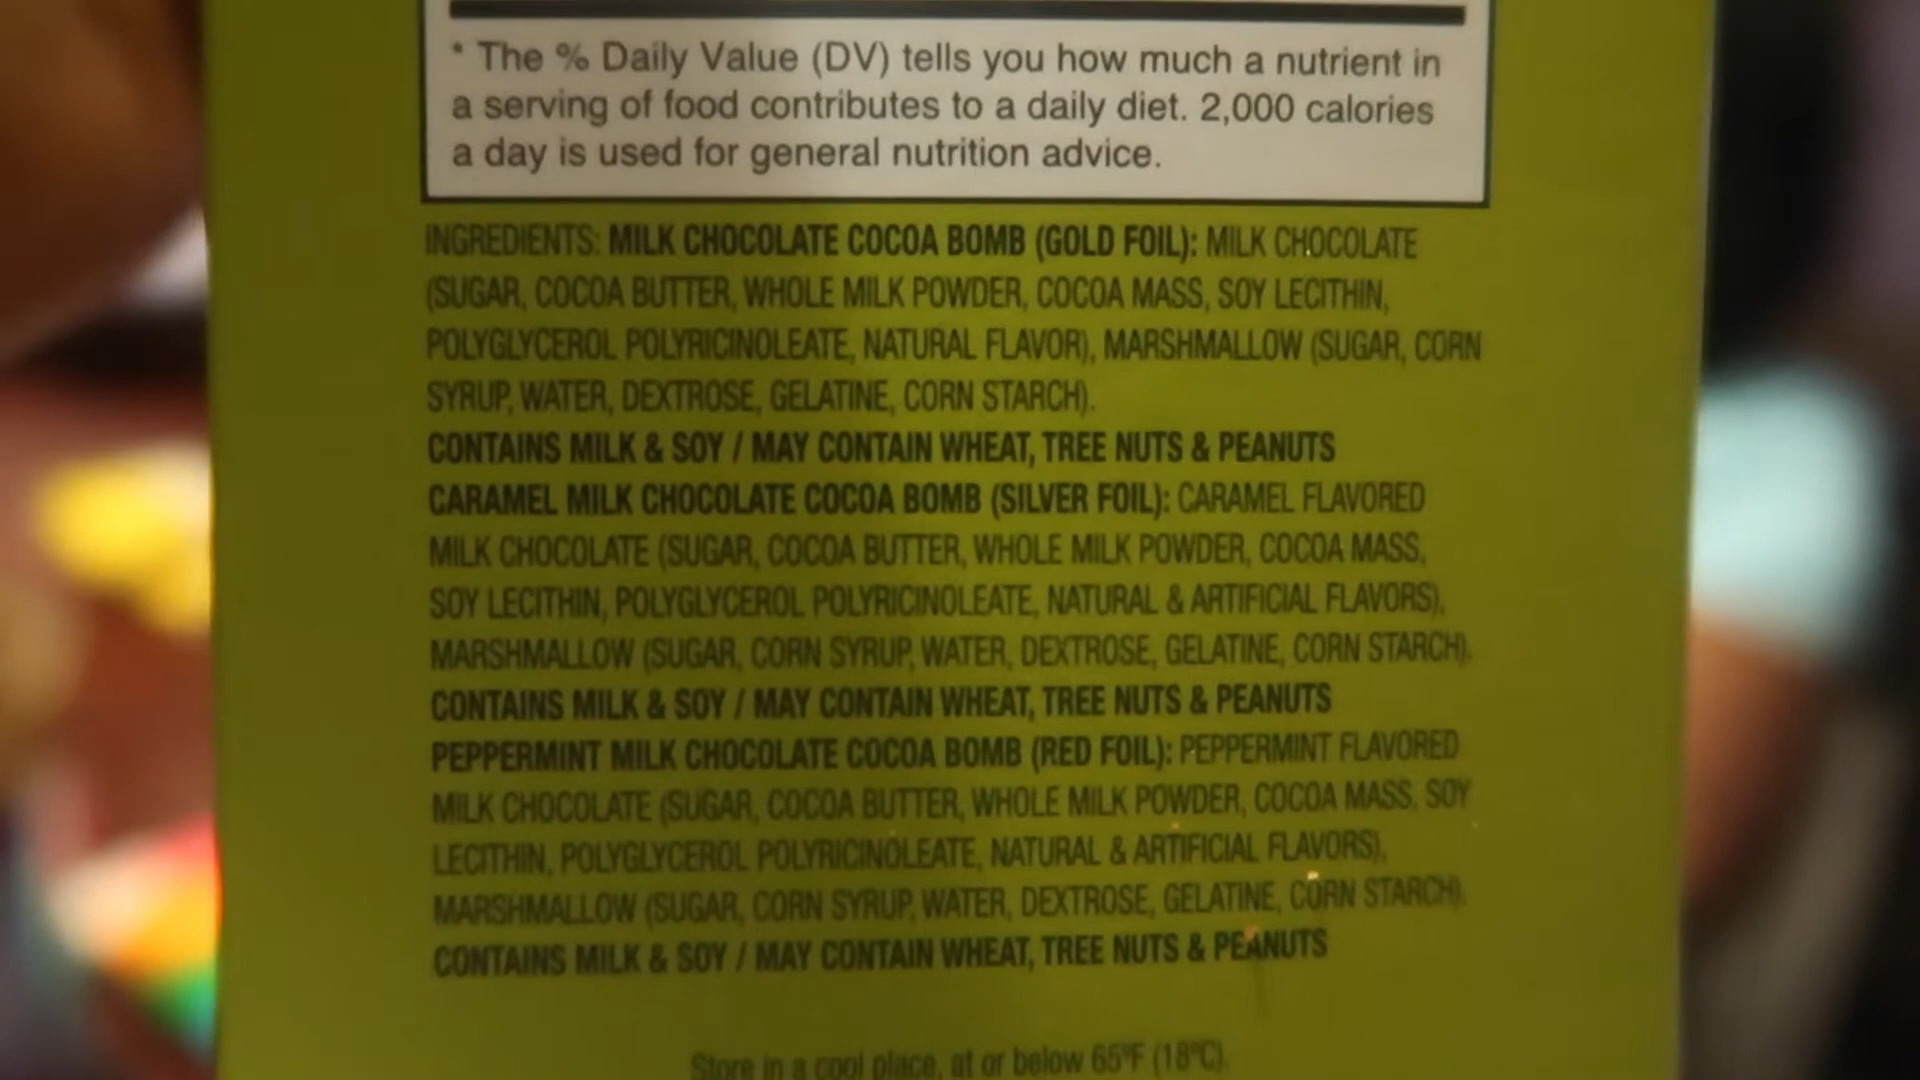 * The % Daily Value (DV) tells you how much a nutrient in
a serving of food contributes to a daily diet. 2,000 calories
a day is used for general nutrition advice.
INGREDIENTS: MILK CHOCOLATE COCOA BOMB (GOLD FOIL): MILK CHOCOLATE
(SUGAR, COCOA BUTTER, WHOLE MILK POWDER, COCOA MASS, SOY LECITHIN,
POLYGLYCEROL POLYRICINOLEATE, NATURAL FLAVOR), MARSHMALLOW (SUGAR, CORN
SYRUP, WATER, DEXTROSE, GELATINE, CORN STARCH).
CONTAINS MILK & SOY / MAY CONTAIN WHEAT, TREE NUTS & PEANUTS
CARAMEL MILK CHOCOLATE COCOA BOMB (SILVER FOIL): CARAMEL FLAVORED
MILK CHOCOLATE (SUGAR, COCOA BUTTER, WHOLE MILK POWDER, COCOA MASS,
SOY LECITHIN, POLYGLYCEROL POLYRICINOLEATE, NATURAL & ARTIFICIAL FLAVORS),
MARSHMALLOW (SUGAR, CORN SYRUP, WATER, DEXTROSE, GELATINE, CORN STARCH).
CONTAINS MILK & SOY / MAY CONTAIN WHEAT, TREE NUTS & PEANUTS
PEPPERMINT MILK CHOCOLATE COCOA BOMB (RED FOIL): PEPPERMINT FLAVORED
MILK CHOCOLATE (SUGAR, COCOA BUTTER, WHOLE MILK POWDER, COCOA MASS, SOY
LECITHIN, POLYGLYCEROL POLYRICINOLEATE, NATURAL & ARTIFICIAL FLAVORS),
MARSHMALLOW (SUGAR, CORN SYRUP, WATER, DEXTROSE, GELATINE, CORN STARCH).
CONTAINS MILK & SOY / MAY CONTAIN WHEAT, TREE NUTS & PEANUTS
Store in a cool place, at or below 65°F (18°C).